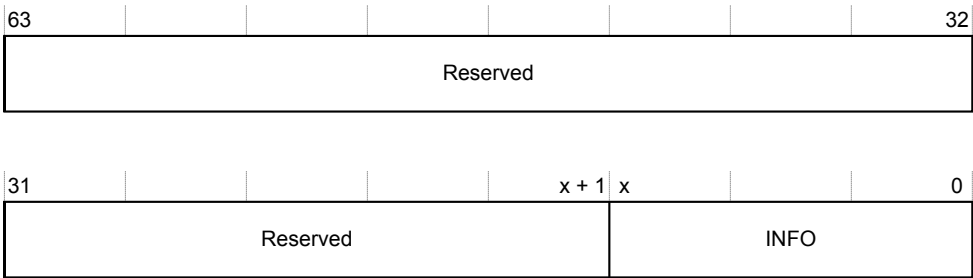 63 32
Reserved
31 x + 1 x 0
Reserved INFO